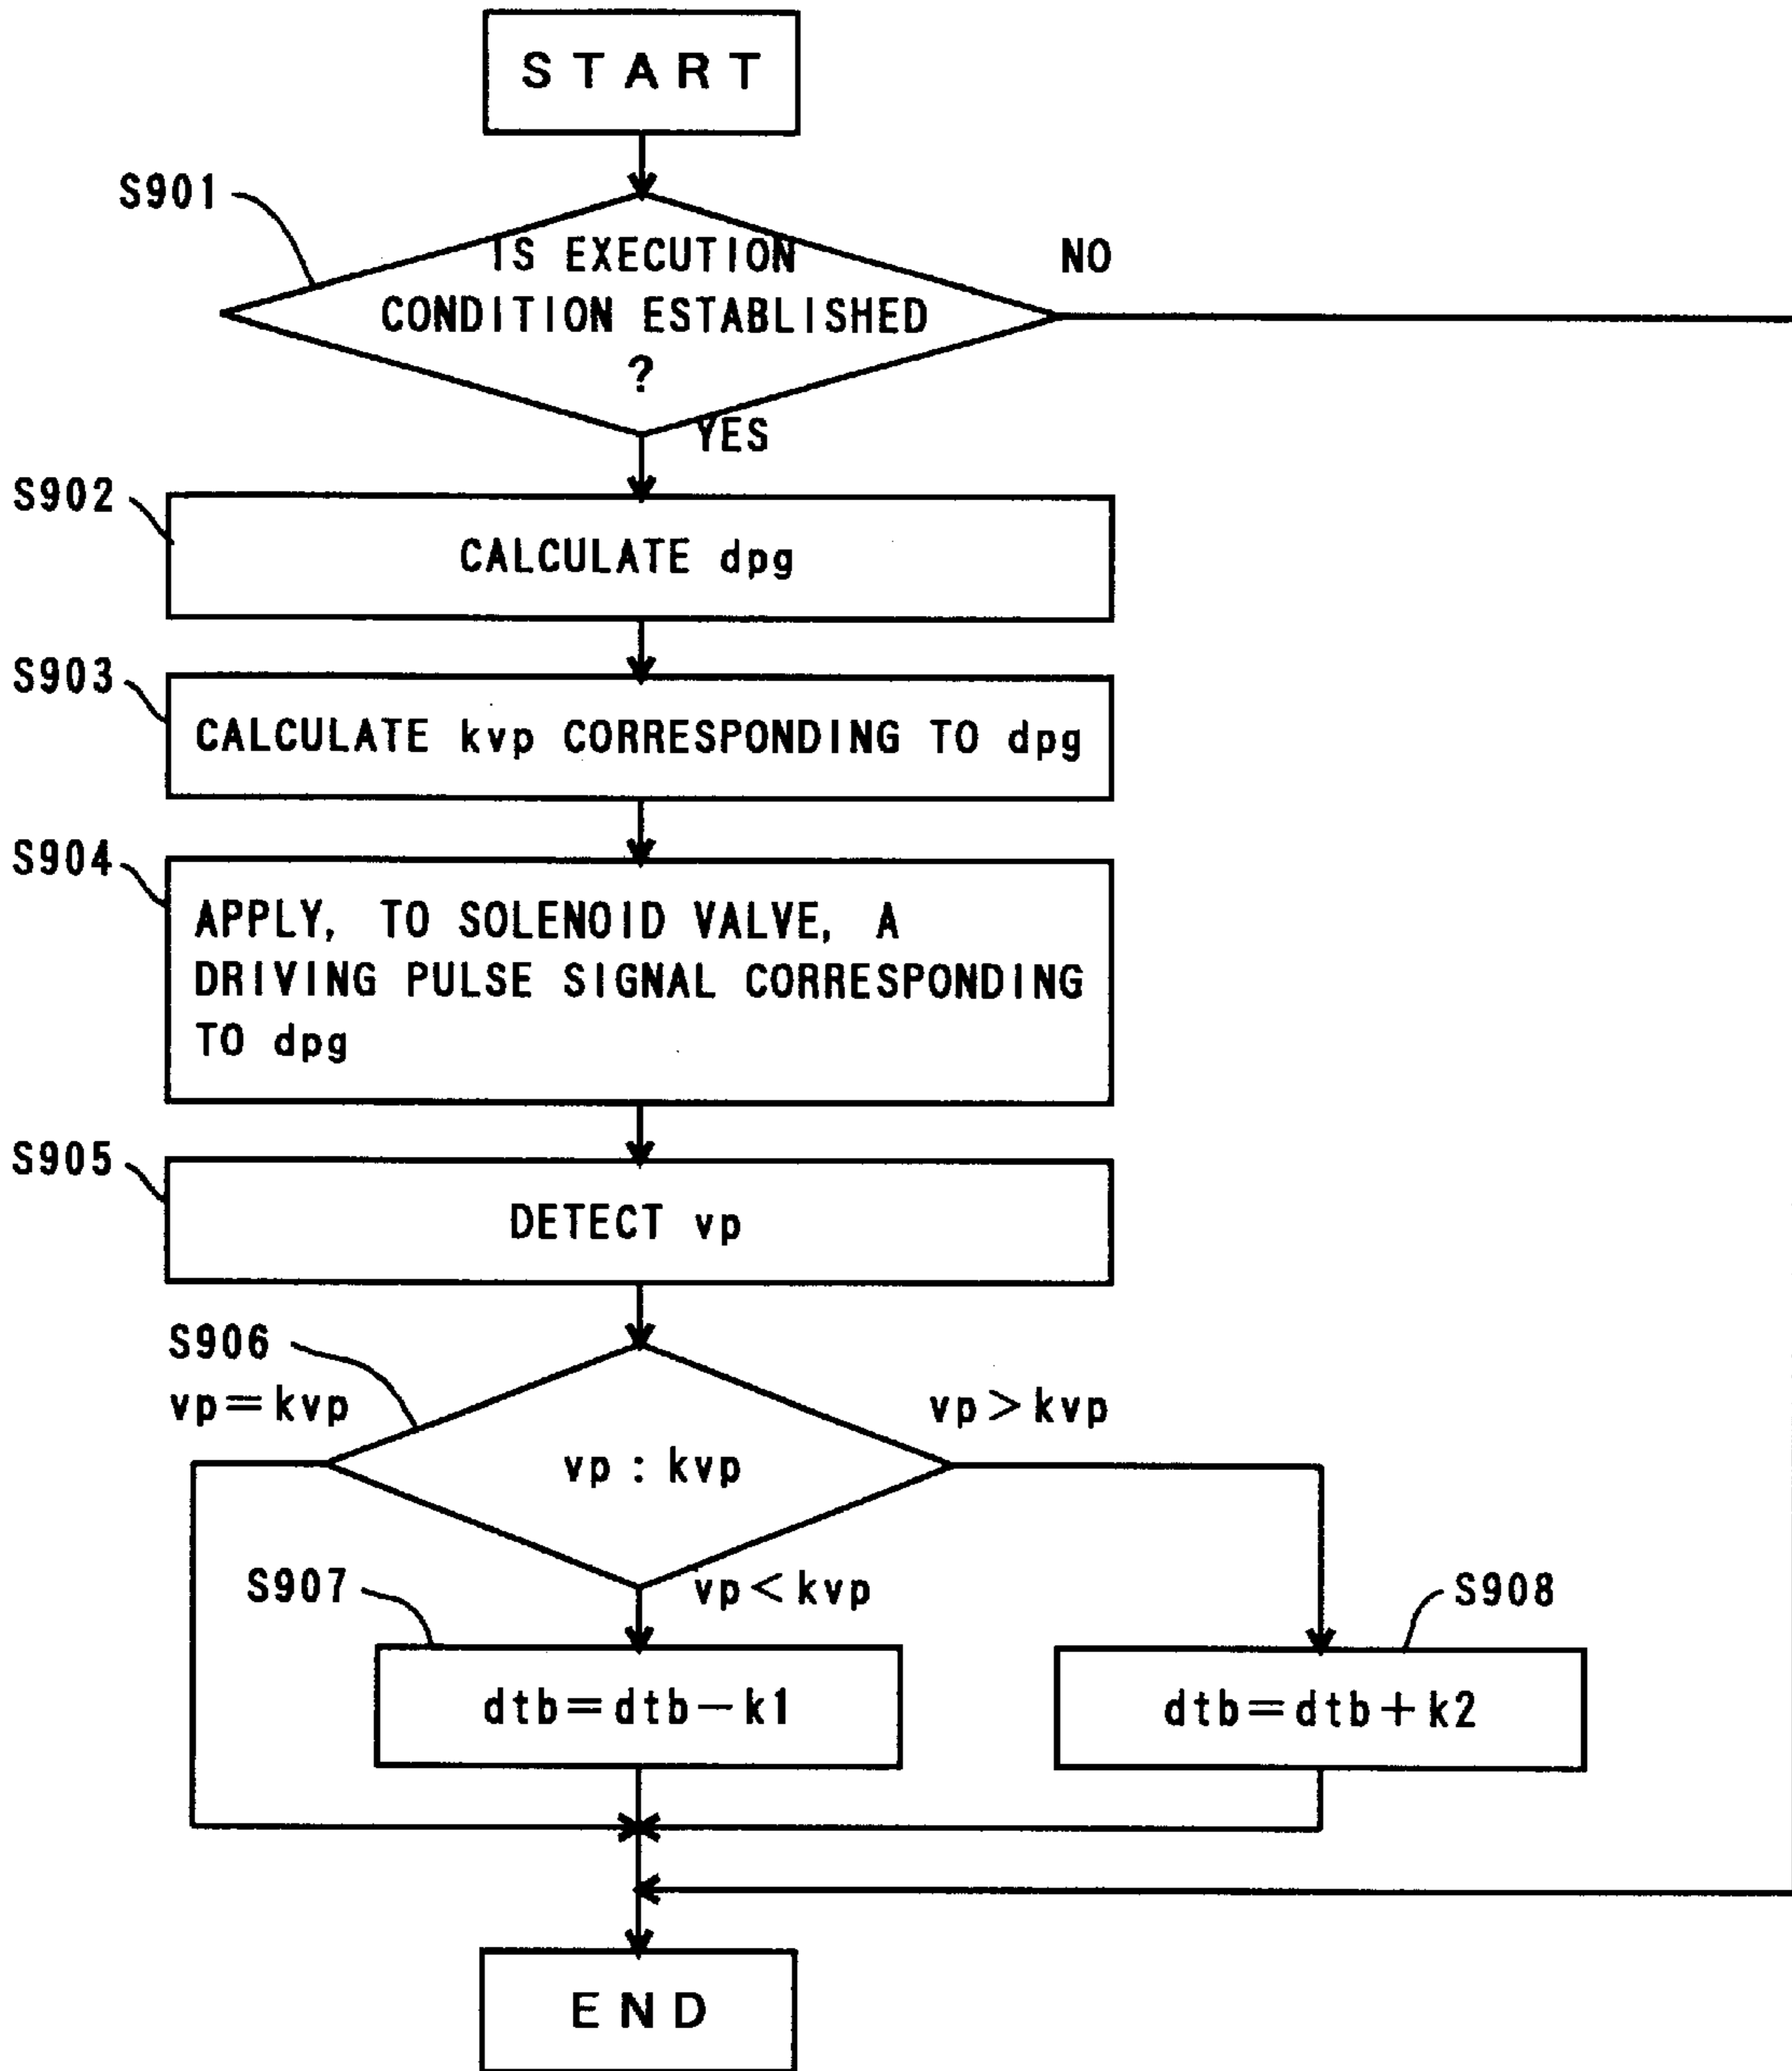 START
S901
IS EXECUTION
CONDITION ESTABLISHED
?
NO
YES
S902
CALCULATE dpg
S903
CALCULATE kvp CORRESPONDING TO dpg
S904
APPLY, TO SOLENOID VALVE, A
DRIVING PULSE SIGNAL CORRESPONDING
TO dpg
S905
DETECT vp
S906
vp=kvp
vp>kvp
vp : kvp
vp<kvp
S907
S908
dtb=dtb-k1
dtb=dtb+k2
END